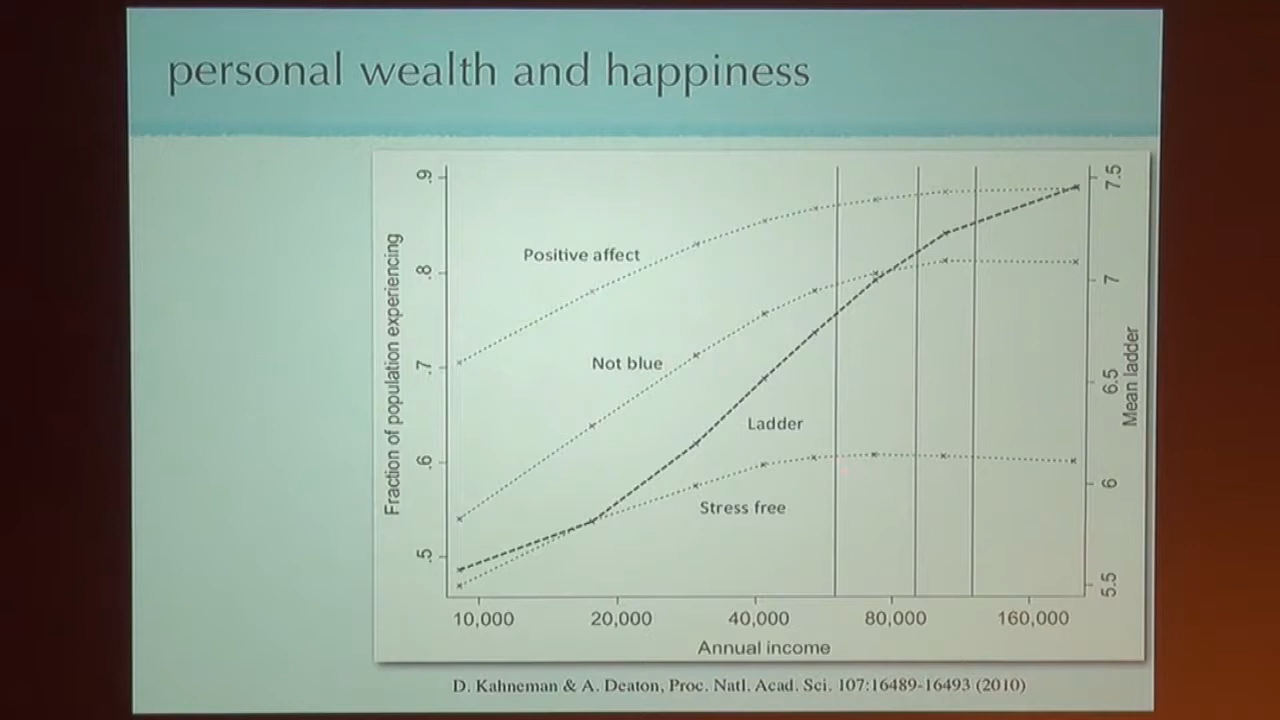 personal wealth and happiness
.9
.8
.7
.6
.5
Fraction of population experiencing
Positive affect
Not blue
Ladder
Stress free
7.5
7
6.5
6
5.5
Mean ladder
10,000
20,000
40,000
80,000
160,000
Annual income
D. Kahneman & A. Deaton, Proc. Natl. Acad. Sci. 107:16489-16493 (2010)